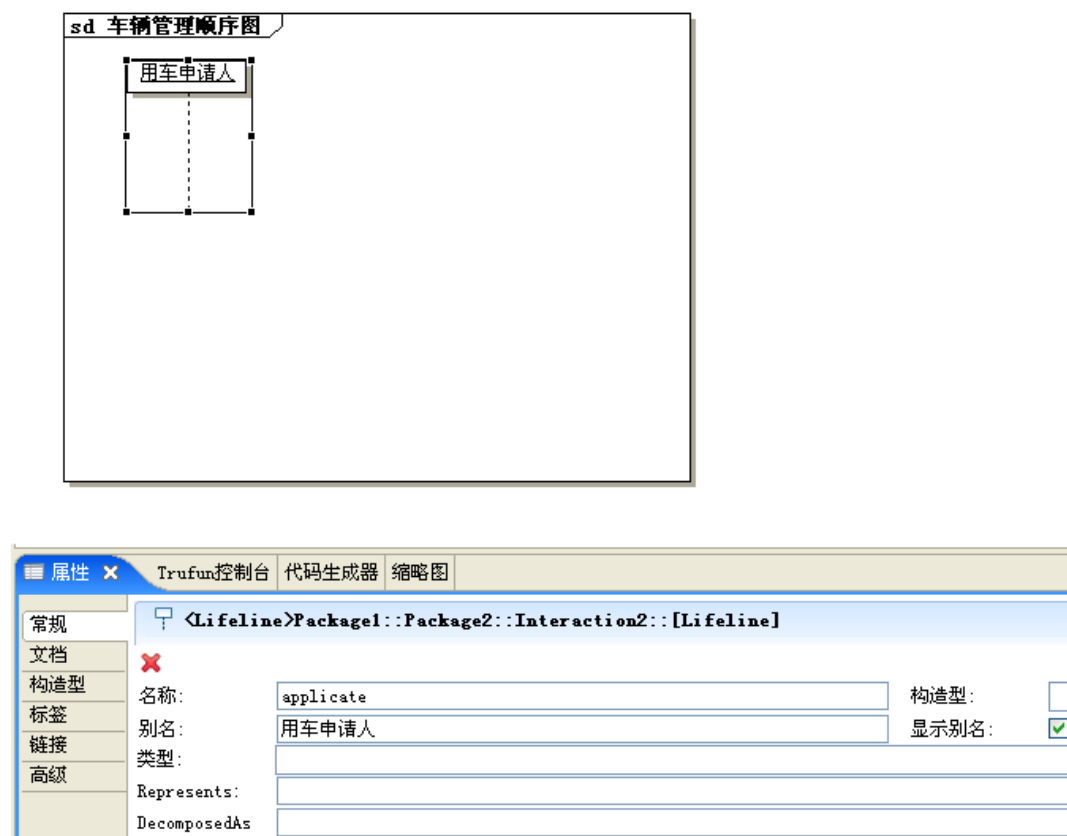 sd 车辆管理顺序图
用车申请人
属性 Trufun控制台 代码生成器 缩略图
常规
<Lifeline>Package1::Package2::Interaction2::[Lifeline]
文档
构造型
名称: applicate 构造型:
标签
别名: 用车申请人 显示别名:
链接
类型:
高级
Represents:
DecomposedAs